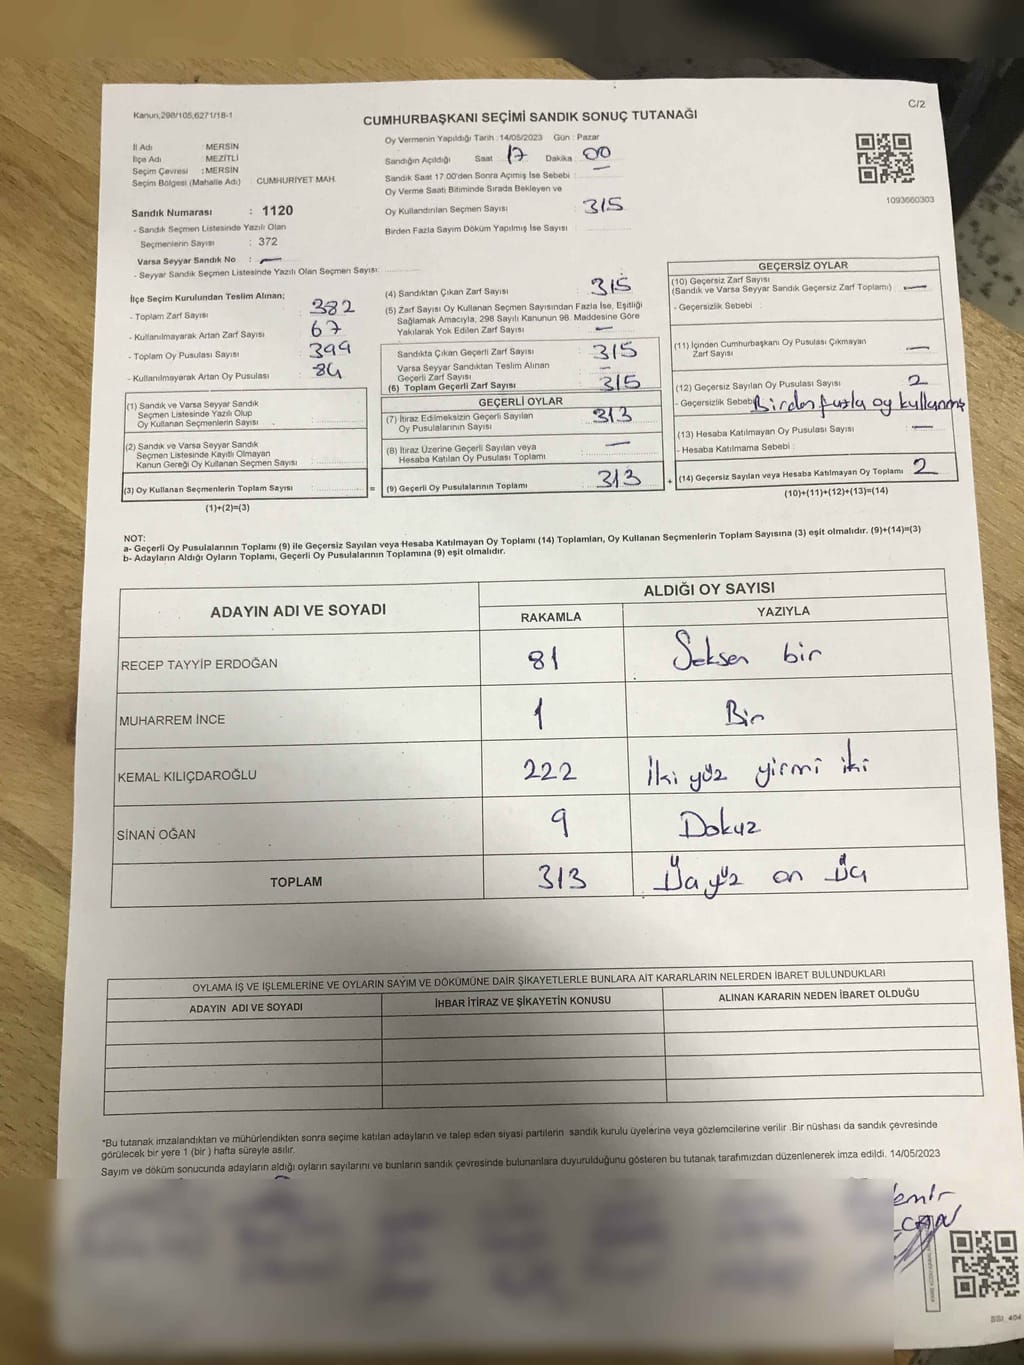 Kanun,298/105,6271/18-1
C/2
CUMHURBAŞKANI SEÇİMİ SANDIK SONUÇ TUTANAĞI
İl Adı : MERSİN
İlçe Adı : MEZİTLİ
Seçim Çevresi : MERSİN
Seçim Bölgesi (Mahalle Adı) : CUMHURİYET MAH.
Oy Vermenin Yapıldığı Tarih : 14/05/2023 Gün : Pazar
Sandığın Açıldığı Saat 17 Dakika 00
Sandık Saat 17:00'den Sonra Açımış İse Sebebi :
Oy Verme Saati Bitiminde Sırada Bekleyen ve
Oy Kullandırılan Seçmen Sayısı : 315
Birden Fazla Sayım Döküm Yapılmış İse Sayısı
1093660303
Sandık Numarası : 1120
- Sandık Seçmen Listesinde Yazılı Olan
Seçmenlerin Sayısı : 372
Varsa Seyyar Sandık No : —
- Seyyar Sandık Seçmen Listesinde Yazılı Olan Seçmen Sayısı:
İlçe Seçim Kurulundan Teslim Alınan;
- Toplam Zarf Sayısı : 382
- Kullanılmayarak Artan Zarf Sayısı : 67
- Toplam Oy Pusulası Sayısı : 399
- Kullanılmayarak Artan Oy Pusulası : 84
(1) Sandık ve Varsa Seyyar Sandık
Seçmen Listesinde Yazılı Olup
Oy Kullanan Seçmenlerin Sayısı :
(2) Sandık ve Varsa Seyyar Sandık
Seçmen Listesinde Kayıtlı Olmayan
Kanun Gereği Oy Kullanan Seçmen Sayısı :
(3) Oy Kullanan Seçmenlerin Toplam Sayısı : =
(1)+(2)=(3)
(4) Sandıktan Çıkan Zarf Sayısı : 315
(5) Zarf Sayısı Oy Kullanan Seçmen Sayısından Fazla İse, Eşitliği
Sağlamak Amacıyla, 298 Sayılı Kanunun 98. Maddesine Göre
Yakılarak Yok Edilen Zarf Sayısı : —
Sandıkta Çıkan Geçerli Zarf Sayısı : 315
Varsa Seyyar Sandıktan Teslim Alınan
Geçerli Zarf Sayısı : —
(6) Toplam Geçerli Zarf Sayısı : 315
GEÇERLİ OYLAR
(7) İtiraz Edilmeksizin Geçerli Sayılan
Oy Pusulalarının Sayısı : 313
(8) İtiraz Üzerine Geçerli Sayılan veya
Hesaba Katılan Oy Pusulası Toplamı : —
(9) Geçerli Oy Pusulalarının Toplamı : 313 +
GEÇERSİZ OYLAR
(10) Geçersiz Zarf Sayısı
(Sandık ve Varsa Seyyar Sandık Geçersiz Zarf Toplamı) : —
- Geçersizlik Sebebi :
(11) İçinden Cumhurbaşkanı Oy Pusulası Çıkmayan
Zarf Sayısı : —
(12) Geçersiz Sayılan Oy Pusulası Sayısı : 2
- Geçersizlik Sebebi Birden fazla oy kullanmış
(13) Hesaba Katılmayan Oy Pusulası Sayısı : —
- Hesaba Katılmama Sebebi :
(14) Geçersiz Sayılan veya Hesaba Katılmayan Oy Toplamı : 2
(10)+(11)+(12)+(13)=(14)
NOT:
a- Geçerli Oy Pusulalarının Toplamı (9) ile Geçersiz Sayılan veya Hesaba Katılmayan Oy Toplamı (14) Toplamları, Oy Kullanan Seçmenlerin Toplam Sayısına (3) eşit olmalıdır. (9)+(14)=(3)
b- Adayların Aldığı Oyların Toplamı, Geçerli Oy Pusulalarının Toplamına (9) eşit olmalıdır.
ADAYIN ADI VE SOYADI ALDIĞI OY SAYISI
RAKAMLA YAZIYLA
RECEP TAYYİP ERDOĞAN 81 Seksen bir
MUHARREM İNCE 1 Bir
KEMAL KILIÇDAROĞLU 222 İki yüz yirmi iki
SİNAN OĞAN 9 Dokuz
TOPLAM 313 Üç yüz on üç
OYLAMA İŞ VE İŞLEMLERİNE VE OYLARIN SAYIM VE DÖKÜMÜNE DAİR ŞİKAYETLERLE BUNLARA AİT KARARLARIN NELERDEN İBARET BULUNDUKLARI
ADAYIN ADI VE SOYADI İHBAR İTİRAZ VE ŞİKAYETİN KONUSU ALINAN KARARIN NEDEN İBARET OLDUĞU
*Bu tutanak imzalandıktan ve mühürlendikten sonra seçime katılan adayların ve talep eden siyasi partilerin sandık kurulu üyelerine veya gözlemcilerine verilir .Bir nüshası da sandık çevresinde
görülecek bir yere 1 (bir ) hafta süreyle asılır.
Sayım ve döküm sonucunda adayların aldığı oyların sayılarını ve bunların sandık çevresinde bulunanlara duyurulduğunu gösteren bu tutanak tarafımızdan düzenlenerek imza edildi. 14/05/2023